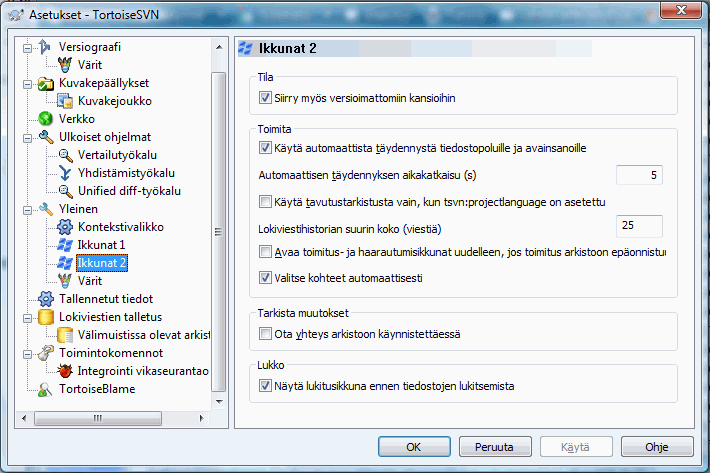 Asetukset - TortoiseSVN
Versiograafi
Värit
Kuvakepäällykset
Kuvakejoukko
Verkko
Ulkoiset ohjelmat
Vertailutyökalu
Yhdistämistyökalu
Unified diff-työkalu
Yleinen
Kontekstivalikko
Ikkunat 1
Ikkunat 2
Värit
Tallennetut tiedot
Lokiviestien talletus
Välimuistissa olevat arkist
Toimintokomennot
Integrointi vikaseurantao
TortoiseBlame
Ikkunat 2
Tila
Siirry myös versioimattomiin kansioihin
Toimita
Käytä automaattista täydennystä tiedostopoluille ja avainsanoille
Automaattisen täydennyksen aikakatkaisu (s)
5
Käytä tavutustarkistusta vain, kun tsvn:projectlanguage on asetettu
Lokiviestihistorian suurin koko (viestiä)
25
Avaa toimitus- ja haarautumisikkunat uudelleen, jos toimitus arkistoon epäonnistu
Valitse kohteet automaattisesti
Tarkista muutokset
Ota yhteys arkistoon käynnistettäessä
Lukko
Näytä lukitusikkuna ennen tiedostojen lukitsemista
OK
Peruuta
Käytä
Ohje